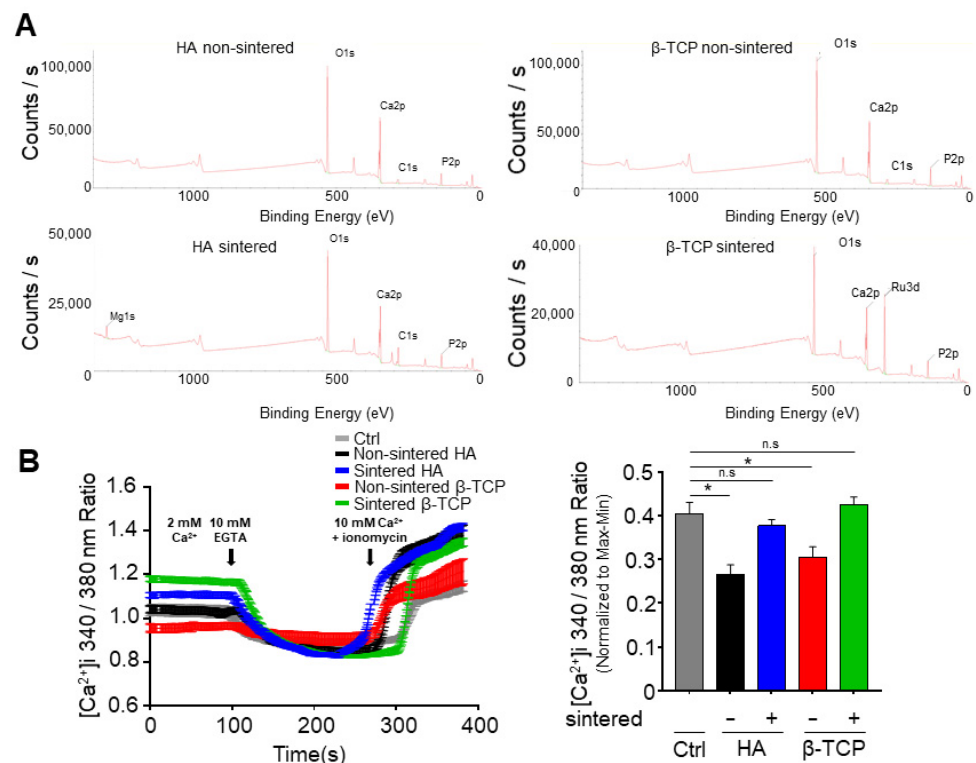 A
HA non-sintered
Counts / s
100,000
50,000
0
O1s
Ca2p
C1s
P2p
1000
500
0
Binding Energy (eV)
β-TCP non-sintered
Counts / s
100,000
50,000
0
O1s
Ca2p
C1s
P2p
1000
500
0
Binding Energy (eV)
HA sintered
Counts / s
50,000
25,000
0
Mg1s
O1s
Ca2p
C1s
P2p
1000
500
0
Binding Energy (eV)
β-TCP sintered
Counts / s
40,000
20,000
0
O1s
Ca2p
Ru3d
P2p
1000
500
0
Binding Energy (eV)
B
Ctrl
Non-sintered HA
Sintered HA
Non-sintered β-TCP
Sintered β-TCP
[Ca²⁺]i 340 / 380 nm Ratio
1.6
1.4
1.2
1.0
0.8
0.6
2 mM
Ca²⁺
10 mM
EGTA
10 mM Ca²⁺
+ ionomycin
0
100
200
300
400
Time(s)
[Ca²⁺]i 340 / 380 nm Ratio
(Normalized to Max-Min)
0.5
0.4
0.3
0.2
0.1
0
n.s
*
n.s
*
sintered
− + − +
Ctrl HA β-TCP